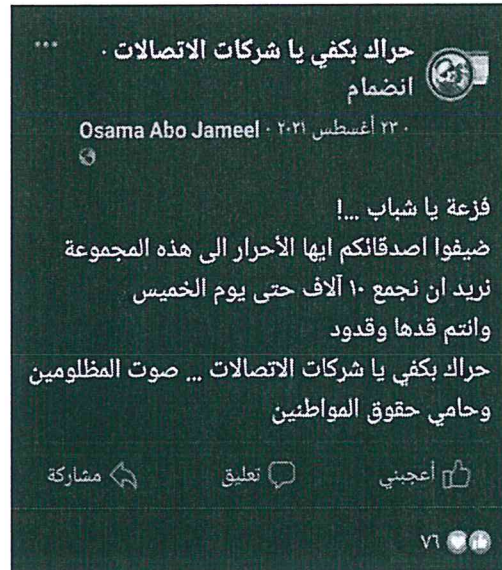 حراك بكفي يا شركات الاتصالات ·
انضمام
Osama Abo Jameel · ٢٣ أغسطس ٢٠٢١ ·
فزعة يا شباب ...!
ضيفوا اصدقائكم ايها الأحرار الى هذه المجموعة
نريد ان نجمع ١٠ آلاف حتى يوم الخميس
وانتم قدها وقدود
حراك بكفي يا شركات الاتصالات ... صوت المظلومين
وحامي حقوق المواطنين
أعجبني تعليق مشاركة
٧٦